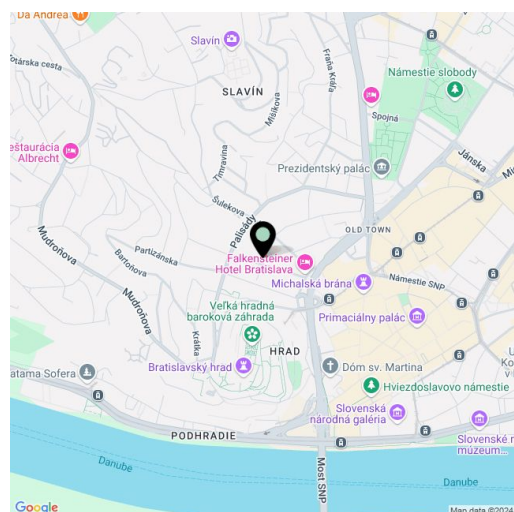 Da Andrea
Slavín
Fraňa Kráľa
Námestie slobody
otárska cesta
SLAVÍN
Mišíkova
Spojná
eštaurácia
Albrecht
Timravina
Prezidentský palác
Jánska
Šulekova
Palisády
OLD TOWN
Mudroňova
Partizánska
Bartoňova
Falkensteiner
Hotel Bratislava
Michalská brána
Námestie SNP
Mudroňova
Veľká hradná
baroková záhrada
Primaciálny palác
Krátka
HRAD
Bratislavský hrad
Dóm sv. Martina
atama Sofera
Hviezdoslavovo námestie
Slovenská
národná galéria
PODHRADIE
Slovenské n
múzeum...
Danube
Most SNP
Danube
Google
Map data ©2024